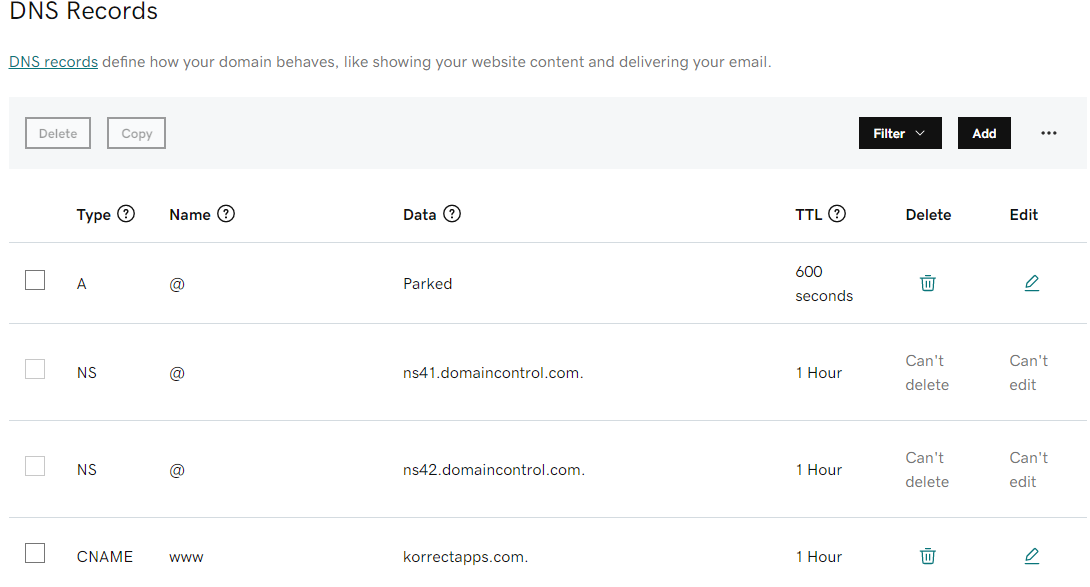 DNS Records
DNS records define how your domain behaves, like showing your website content and delivering your email.
Delete Copy Filter Add
Type Name Data TTL Delete Edit
A @ Parked 600 seconds
NS @ ns41.domaincontrol.com. 1 Hour Can't delete Can't edit
NS @ ns42.domaincontrol.com. 1 Hour Can't delete Can't edit
CNAME www korrectapps.com. 1 Hour